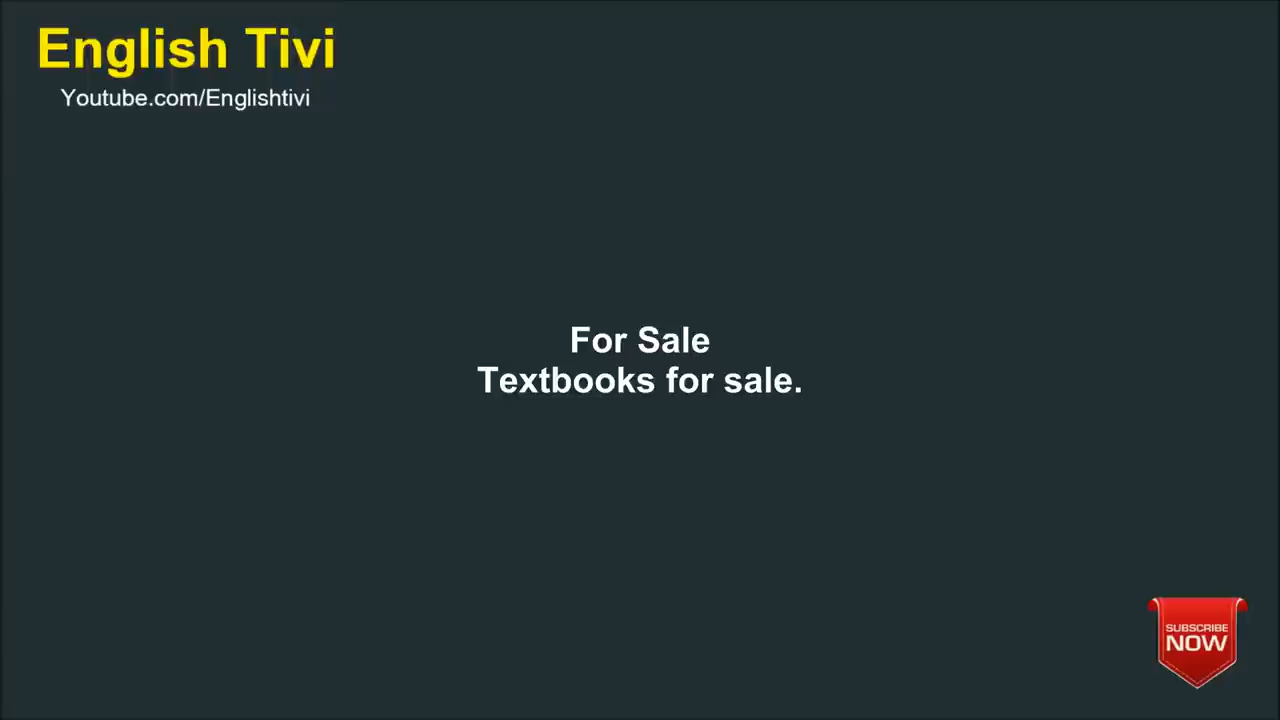 English Tivi
Youtube.com/Englishtivi
For Sale
Textbooks for sale.
SUBSCRIBE
NOW